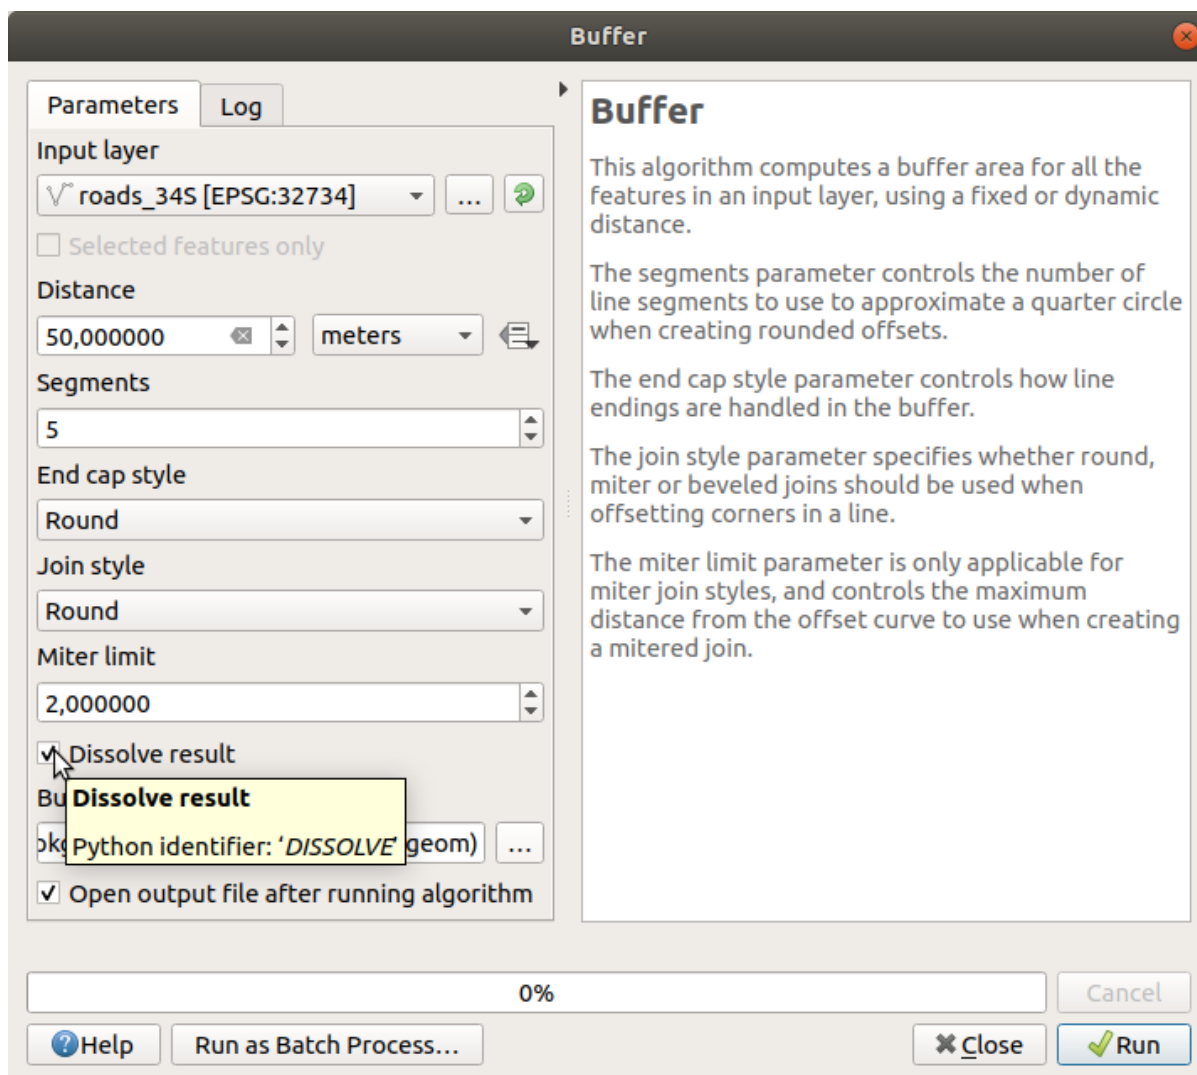 Buffer
Parameters
Log
Input layer
roads_34S [EPSG:32734]
...
Selected features only
Distance
50,000000
meters
Segments
5
End cap style
Round
Join style
Round
Miter limit
2,000000
Dissolve result
Dissolve result
Python identifier: ‘DISSOLVE’
geom)
...
Open output file after running algorithm
Buffer
This algorithm computes a buffer area for all the
features in an input layer, using a fixed or dynamic
distance.
The segments parameter controls the number of
line segments to use to approximate a quarter circle
when creating rounded offsets.
The end cap style parameter controls how line
endings are handled in the buffer.
The join style parameter specifies whether round,
miter or beveled joins should be used when
offsetting corners in a line.
The miter limit parameter is only applicable for
miter join styles, and controls the maximum
distance from the offset curve to use when creating
a mitered join.
0%
Cancel
Help
Run as Batch Process...
Close
Run